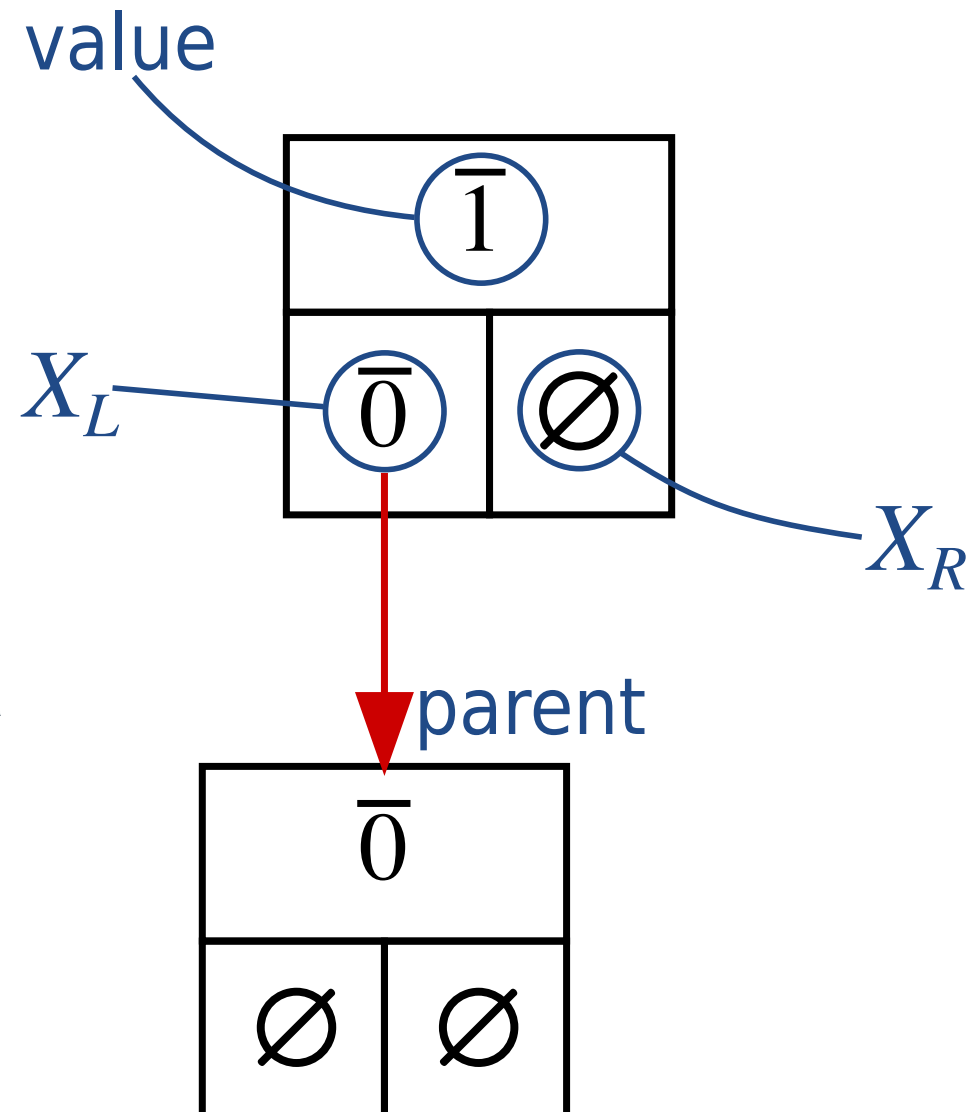 value
1̅
X_L 0̅ ∅
X_R
parent
0̅
∅ ∅